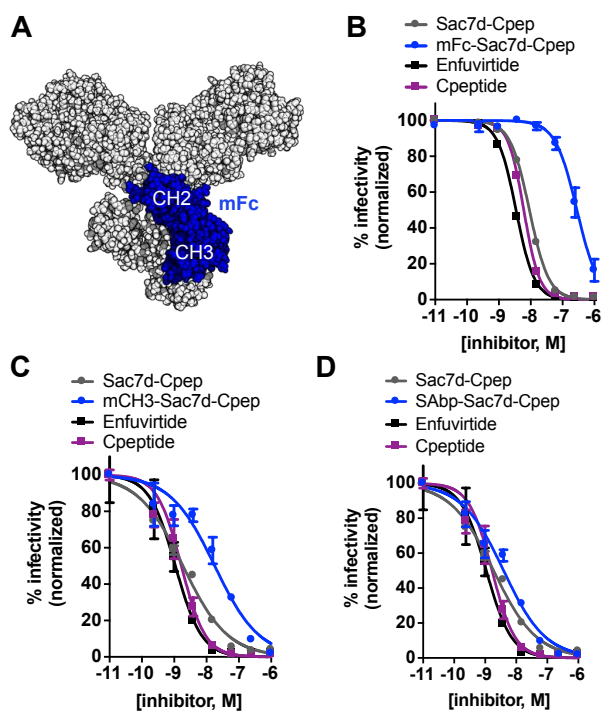 A
CH2
mFc
CH3
B
Sac7d-Cpep
mFc-Sac7d-Cpep
Enfuvirtide
Cpeptide
100
80
60
40
20
0
% infectivity
(normalized)
-11 -10 -9 -8 -7 -6
[inhibitor, M]
C
Sac7d-Cpep
mCH3-Sac7d-Cpep
Enfuvirtide
Cpeptide
100
80
60
40
20
0
% infectivity
(normalized)
-11 -10 -9 -8 -7 -6
[inhibitor, M]
D
Sac7d-Cpep
SAbp-Sac7d-Cpep
Enfuvirtide
Cpeptide
100
80
60
40
20
0
% infectivity
(normalized)
-11 -10 -9 -8 -7 -6
[inhibitor, M]